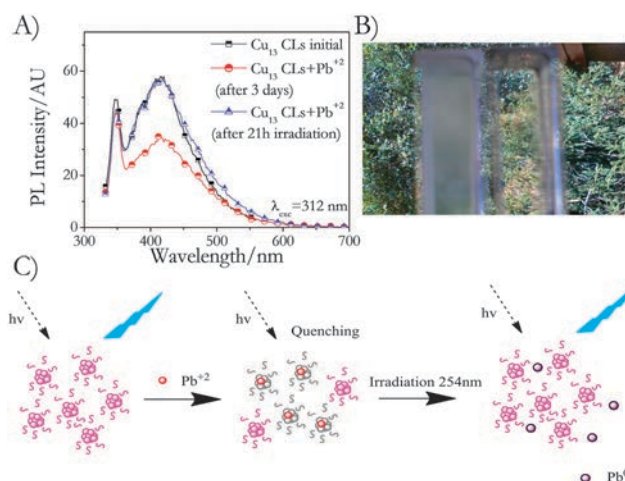 A)
B)
PL Intensity/AU
60
40
20
0
Cu13 CLs initial
Cu13 CLs+Pb+2
(after 3 days)
Cu13 CLs+Pb+2
(after 21h irradiation)
λexc=312 nm
300 400 500 600 700
Wavelength/nm
C)
hν
hν
Quenching
hν
Pb+2
Irradiation 254nm
S S S S S S S S S S S S